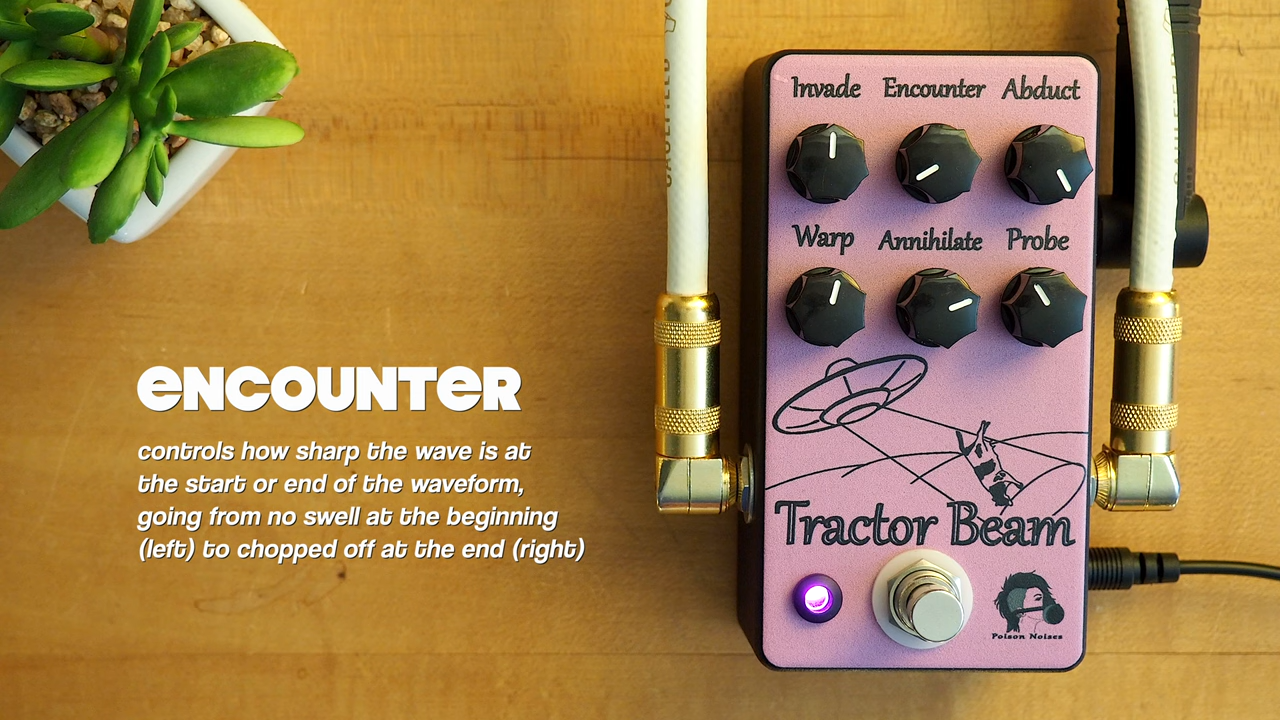 Invade Encounter Abduct
Warp Annihilate Probe
encounter
controls how sharp the wave is at
the start or end of the waveform,
going from no swell at the beginning
(left) to chopped off at the end (right)
Tractor Beam
Poison Noises